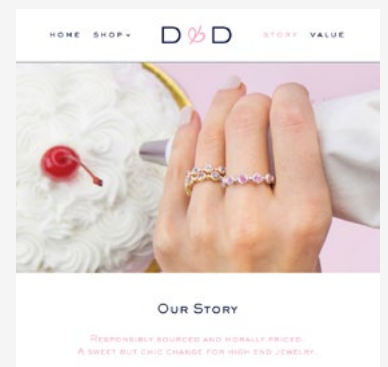 HOME SHOP D & D STORY VALUE
OUR STORY
RESPONSIBLY SOURCED AND MORALLY PRICED.
A SWEET BUT CHIC CHANGE FOR HIGH END JEWELRY.